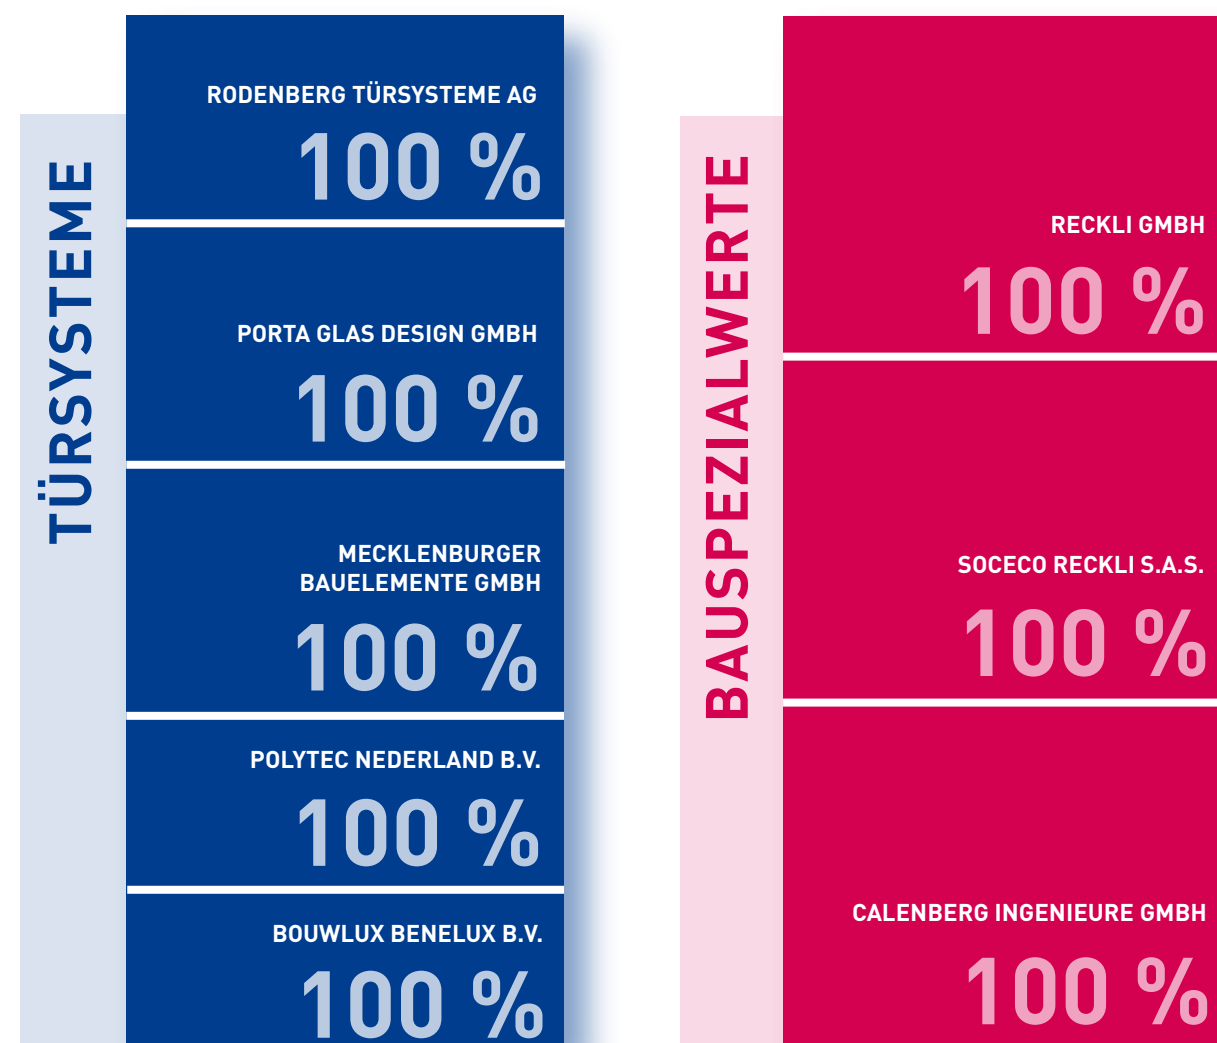 TÜRSYSTEME
RODENBERG TÜRSYSTEME AG
100 %
PORTA GLAS DESIGN GMBH
100 %
MECKLENBURGER
BAUELEMENTE GMBH
100 %
POLYTEC NEDERLAND B.V.
100 %
BOUWLUX BENELUX B.V.
100 %
BAUSPEZIALWERTE
RECKLI GMBH
100 %
SOCECO RECKLI S.A.S.
100 %
CALENBERG INGENIEURE GMBH
100 %